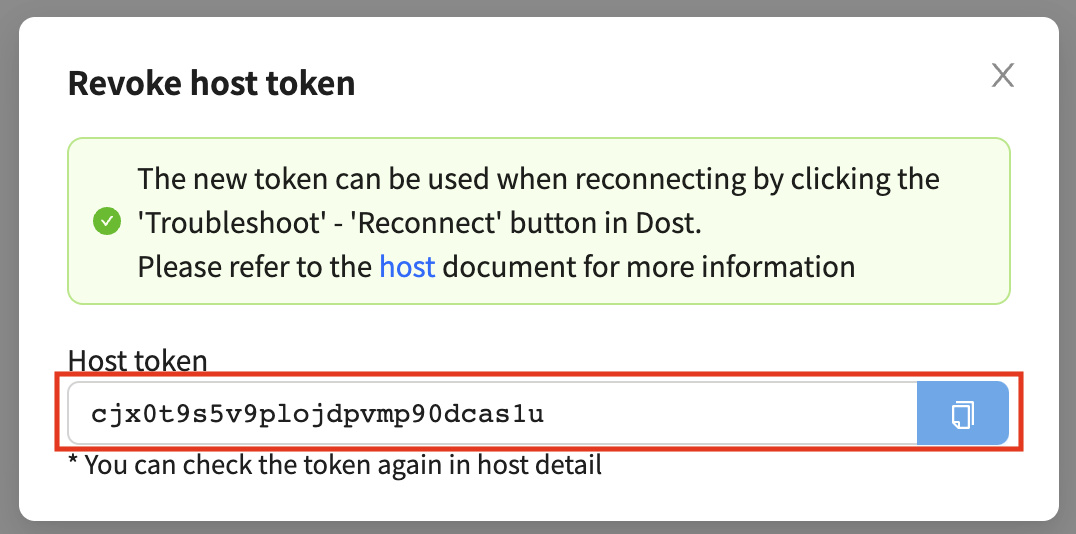 Revoke host token
The new token can be used when reconnecting by clicking the
'Troubleshoot' - 'Reconnect' button in Dost.
Please refer to the host document for more information
Host token
cjx0t9s5v9plojdpvmp90dcas1u
* You can check the token again in host detail